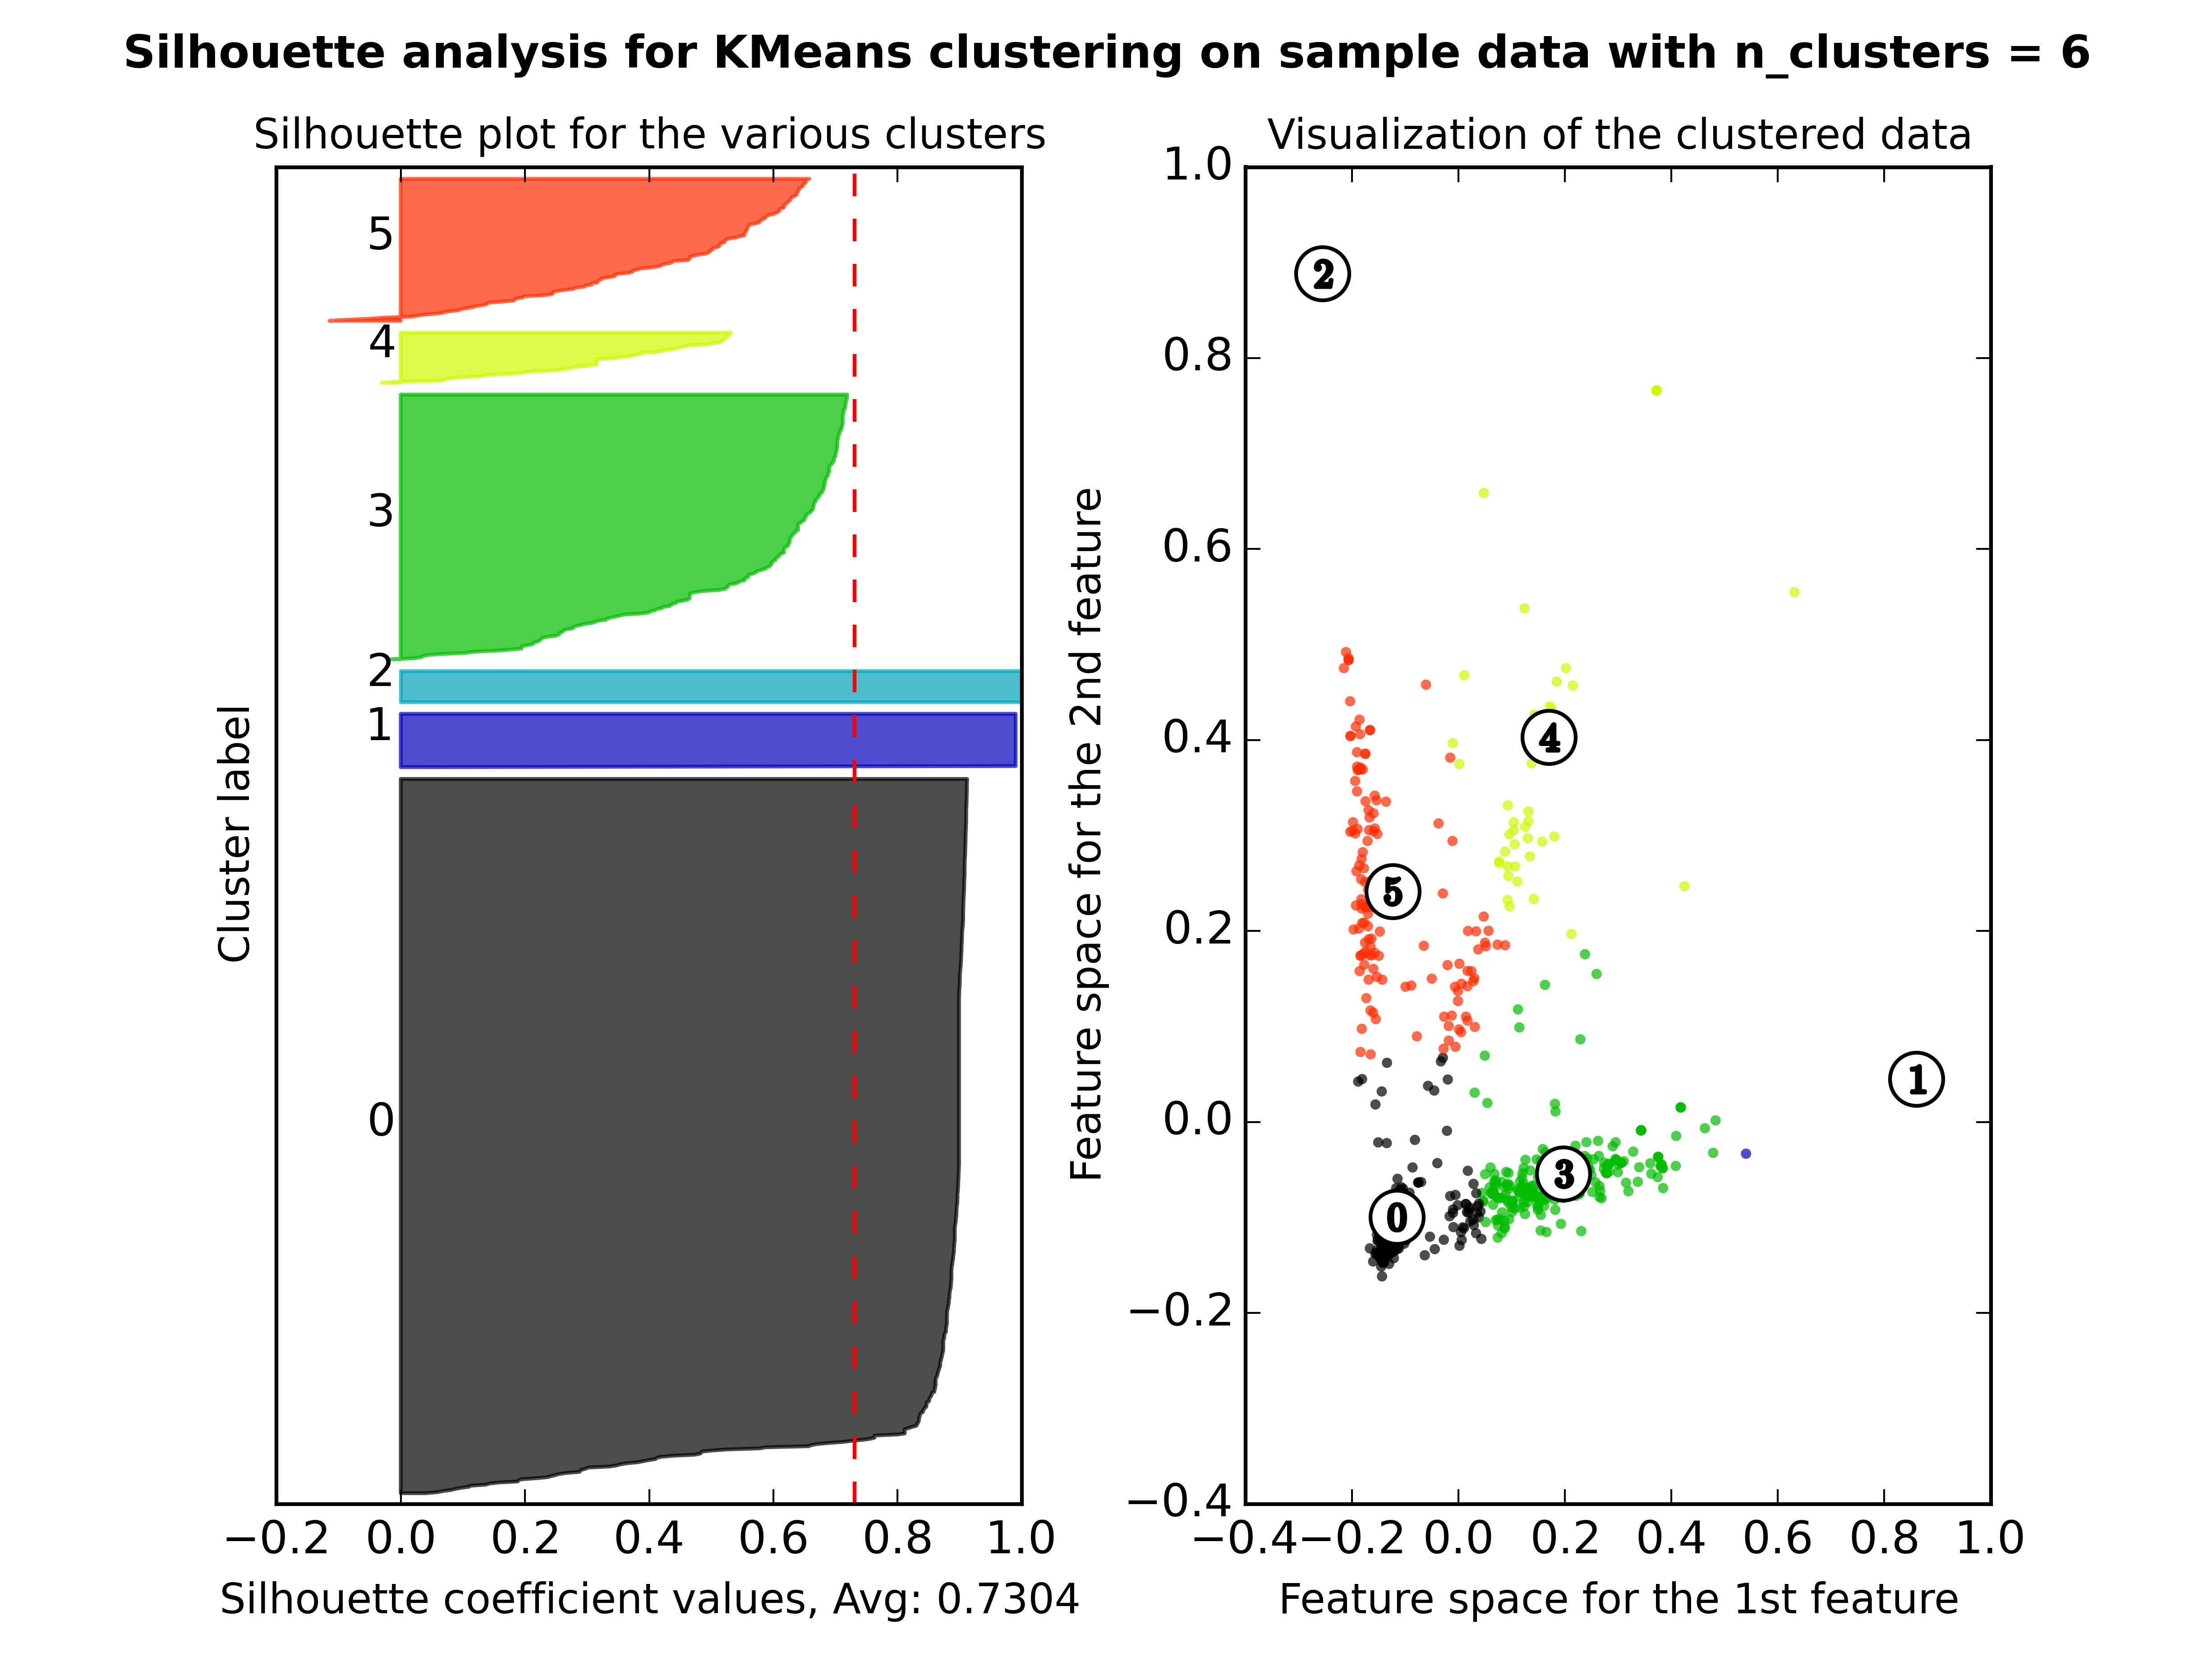 Silhouette analysis for KMeans clustering on sample data with n_clusters = 6
Silhouette plot for the various clusters
5
4
3
2
1
0
Cluster label
−0.2 0.0 0.2 0.4 0.6 0.8 1.0
Silhouette coefficient values, Avg: 0.7304
Visualization of the clustered data
1.0
0.8
0.6
0.4
0.2
0.0
−0.2
−0.4
Feature space for the 2nd feature
2
4
5
1
3
0
−0.4 −0.2 0.0 0.2 0.4 0.6 0.8 1.0
Feature space for the 1st feature